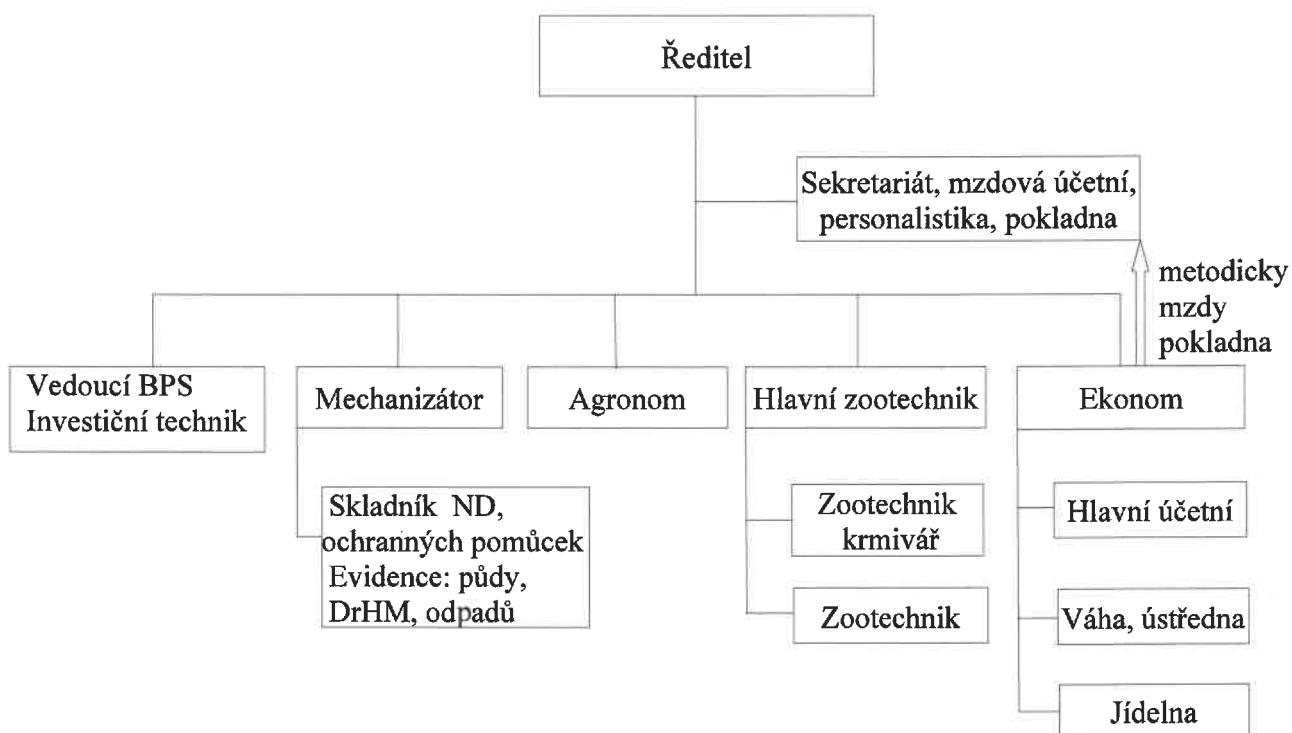 Ředitel
Sekretariát, mzdová účetní,
personalistika, pokladna
metodicky
mzdy
pokladna
Vedoucí BPS
Investiční technik
Mechanizátor
Agronom
Hlavní zootechnik
Ekonom
Skladník ND,
ochranných pomůcek
Evidence: půdy,
DrHM, odpadů
Zootechnik
krmivář
Zootechnik
Hlavní účetní
Váha, ústředna
Jídelna